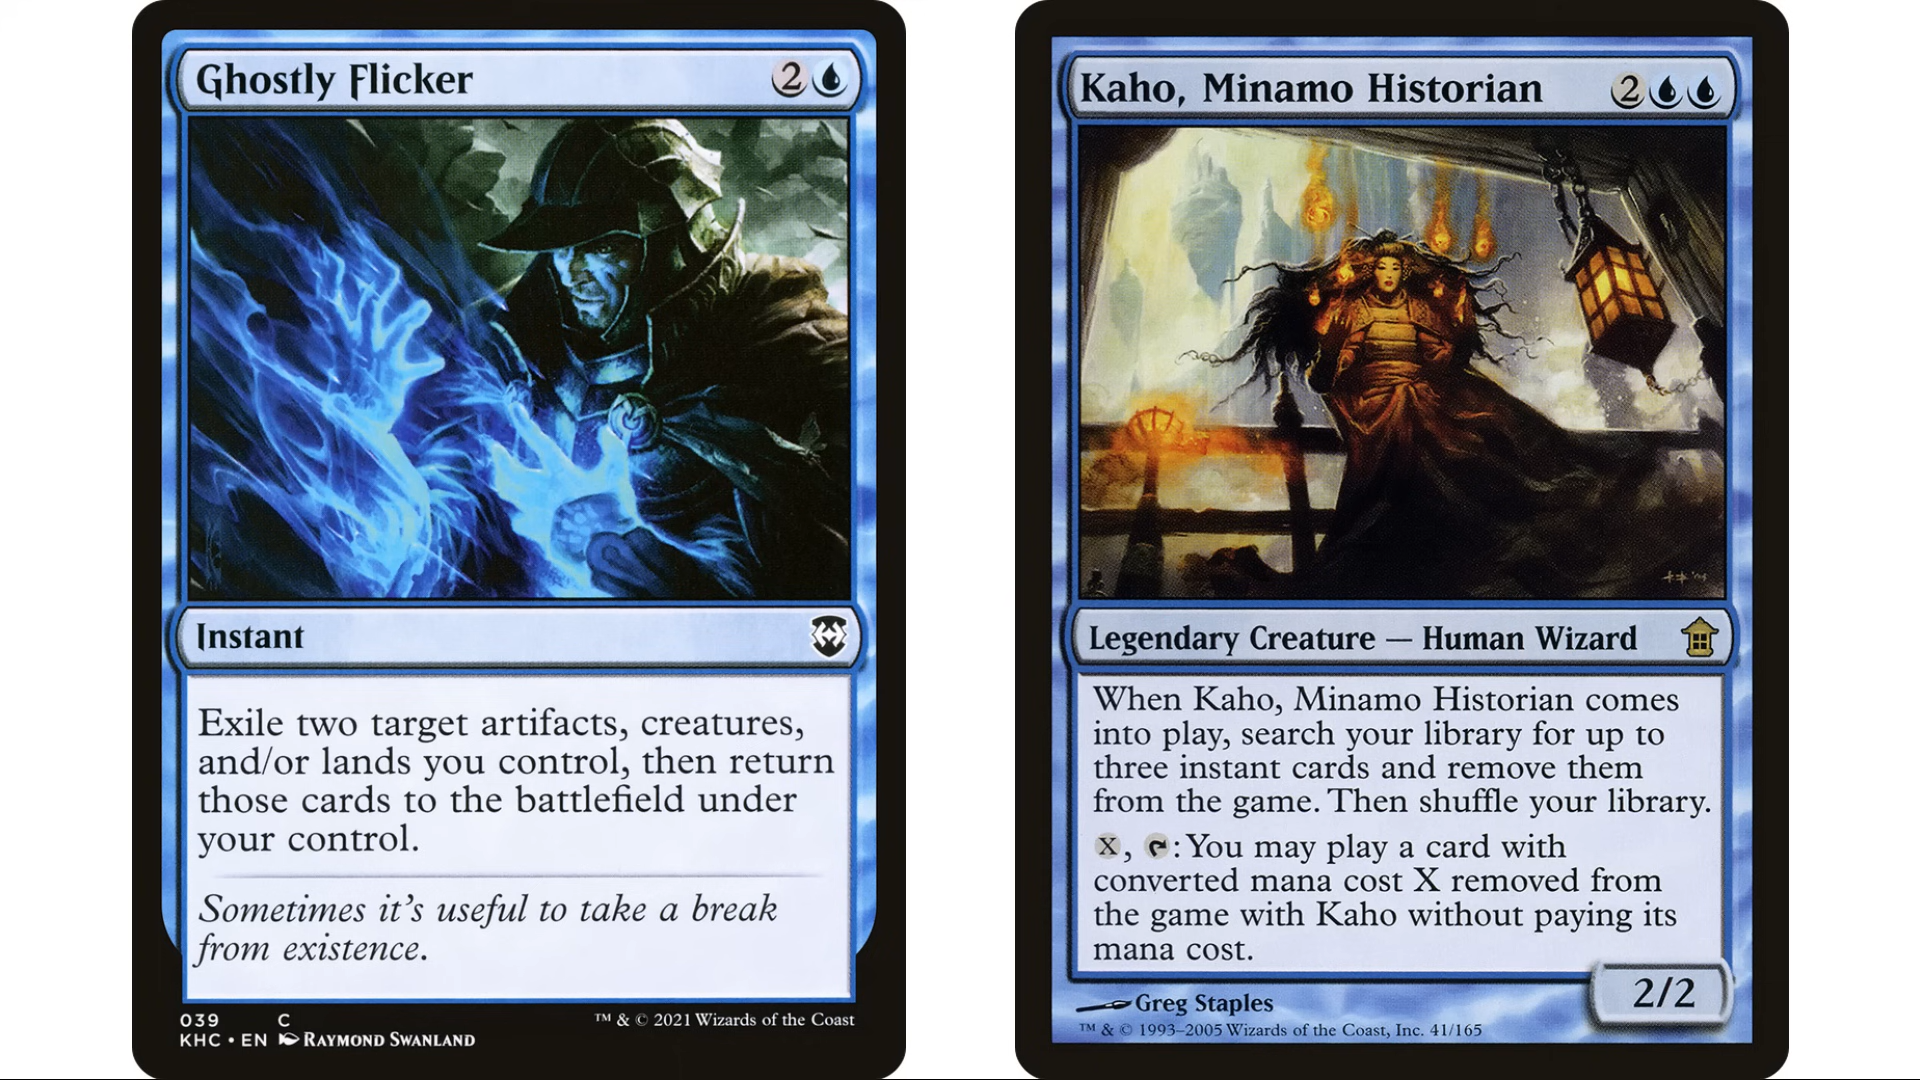 Ghostly Flicker 2
Instant
Exile two target artifacts, creatures,
and/or lands you control, then return
those cards to the battlefield under
your control.
Sometimes it's useful to take a break
from existence.
039 C
KHC • EN RAYMOND SWANLAND
™ & © 2021 Wizards of the Coast
Kaho, Minamo Historian 2
Legendary Creature — Human Wizard
When Kaho, Minamo Historian comes
into play, search your library for up to
three instant cards and remove them
from the game. Then shuffle your library.
X, : You may play a card with
converted mana cost X removed from
the game with Kaho without paying its
mana cost.
2/2
Greg Staples
™ & © 1993–2005 Wizards of the Coast, Inc. 41/165